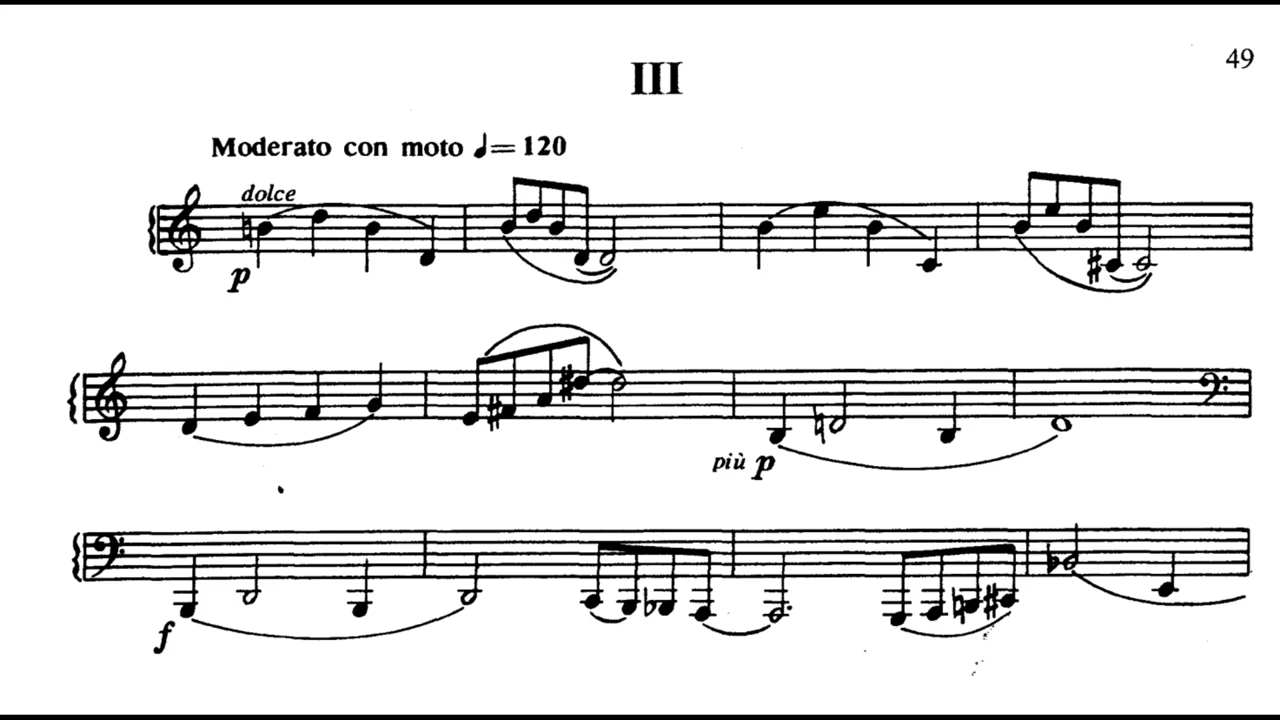 49
III
Moderato con moto ♩= 120
dolce
p
più p
f